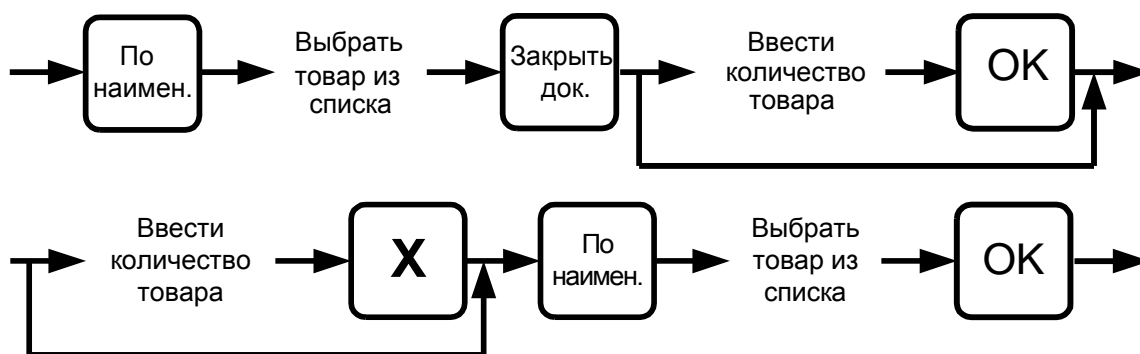 По
наимен.
Выбрать
товар из
списка
Закрыть
док.
Ввести
количество
товара
OK
Ввести
количество
товара
X
По
наимен.
Выбрать
товар из
списка
OK